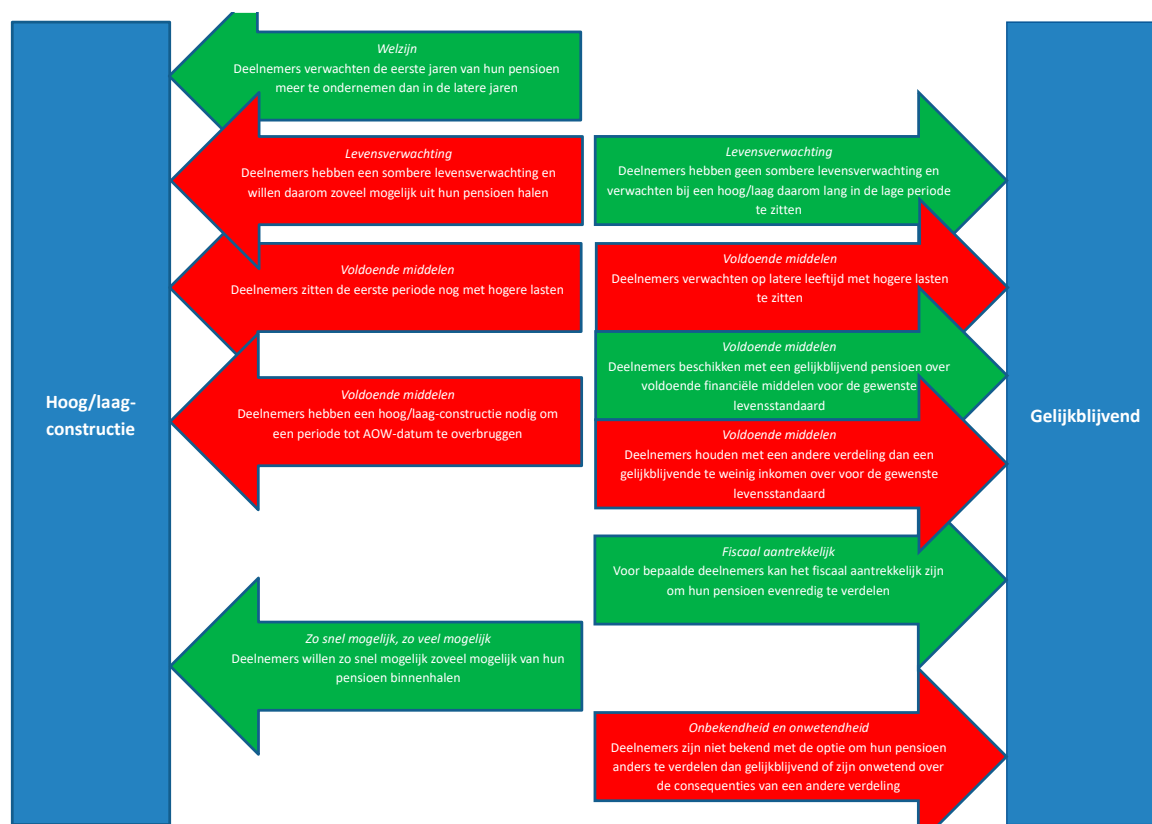 Welzijn
Deelnemers verwachten de eerste jaren van hun pensioen
meer te ondernemen dan in de latere jaren
Levensverwachting
Deelnemers hebben een sombere levensverwachting en
willen daarom zoveel mogelijk uit hun pensioen halen
Levensverwachting
Deelnemers hebben geen sombere levensverwachting en
verwachten bij een hoog/laag daarom lang in de lage periode
te zitten
Voldoende middelen
Deelnemers zitten de eerste periode nog met hogere lasten
Voldoende middelen
Deelnemers verwachten op latere leeftijd met hogere lasten
te zitten
Voldoende middelen
Deelnemers beschikken met een gelijkblijvend pensioen over
voldoende financiële middelen voor de gewenste
levensstandaard
Hoog/laag-
constructie
Voldoende middelen
Deelnemers hebben een hoog/laag-constructie nodig om
een periode tot AOW-datum te overbruggen
Gelijkblijvend
Voldoende middelen
Deelnemers houden met een andere verdeling dan een
gelijkblijvende te weinig inkomen over voor de gewenste
levensstandaard
Fiscaal aantrekkelijk
Voor bepaalde deelnemers kan het fiscaal aantrekkelijk zijn
om hun pensioen evenredig te verdelen
Zo snel mogelijk, zo veel mogelijk
Deelnemers willen zo snel mogelijk zoveel mogelijk van hun
pensioen binnenhalen
Onbekendheid en onwetendheid
Deelnemers zijn niet bekend met de optie om hun pensioen
anders te verdelen dan gelijkblijvend of zijn onwetend over
de consequenties van een andere verdeling